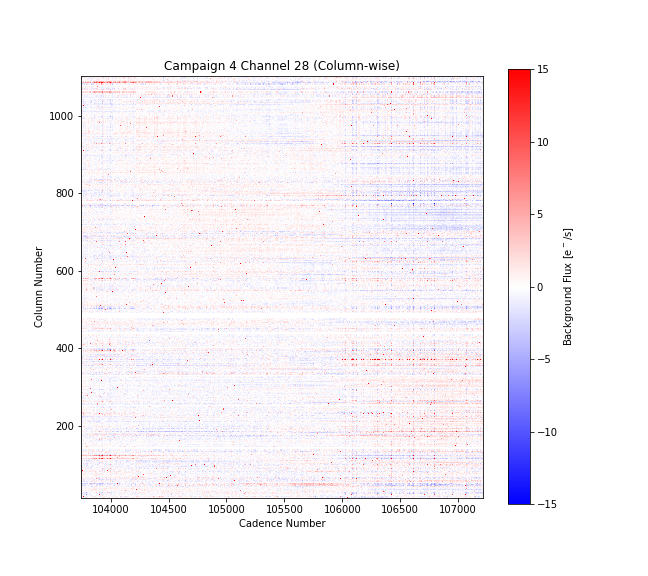 Campaign 4 Channel 28 (Column-wise)
1000
800
600
400
200
Column Number
104000 104500 105000 105500 106000 106500 107000
Cadence Number
15
10
5
0
−5
−10
−15
Background Flux [e⁻/s]